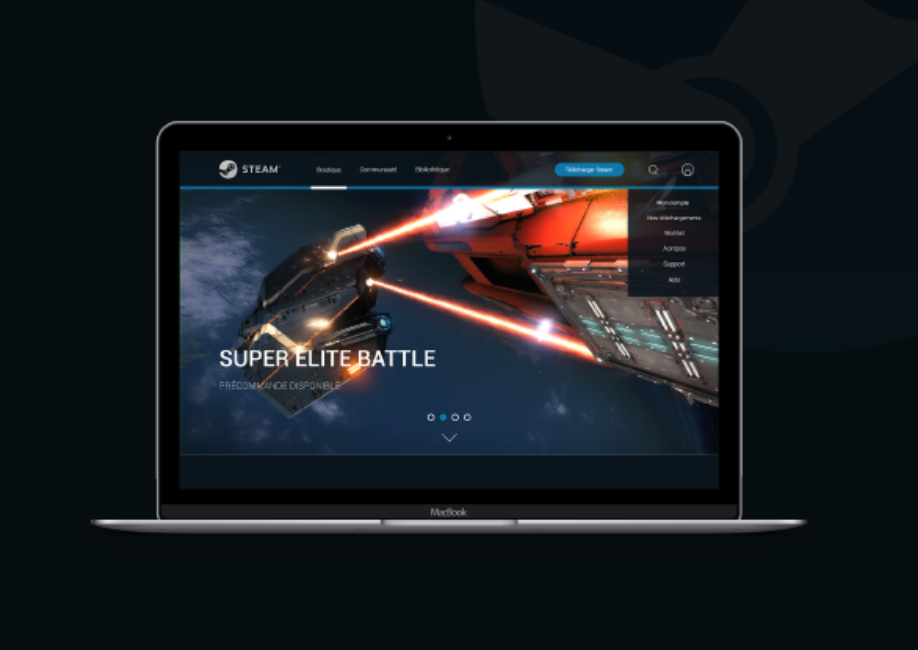 STEAM
Boutique Communauté Bibliothèque
Télécharger Steam
Mon compte
Mes téléchargements
Wishlist
A propos
Support
Aide
SUPER ELITE BATTLE
PRÉCOMMANDE DISPONIBLE
MacBook